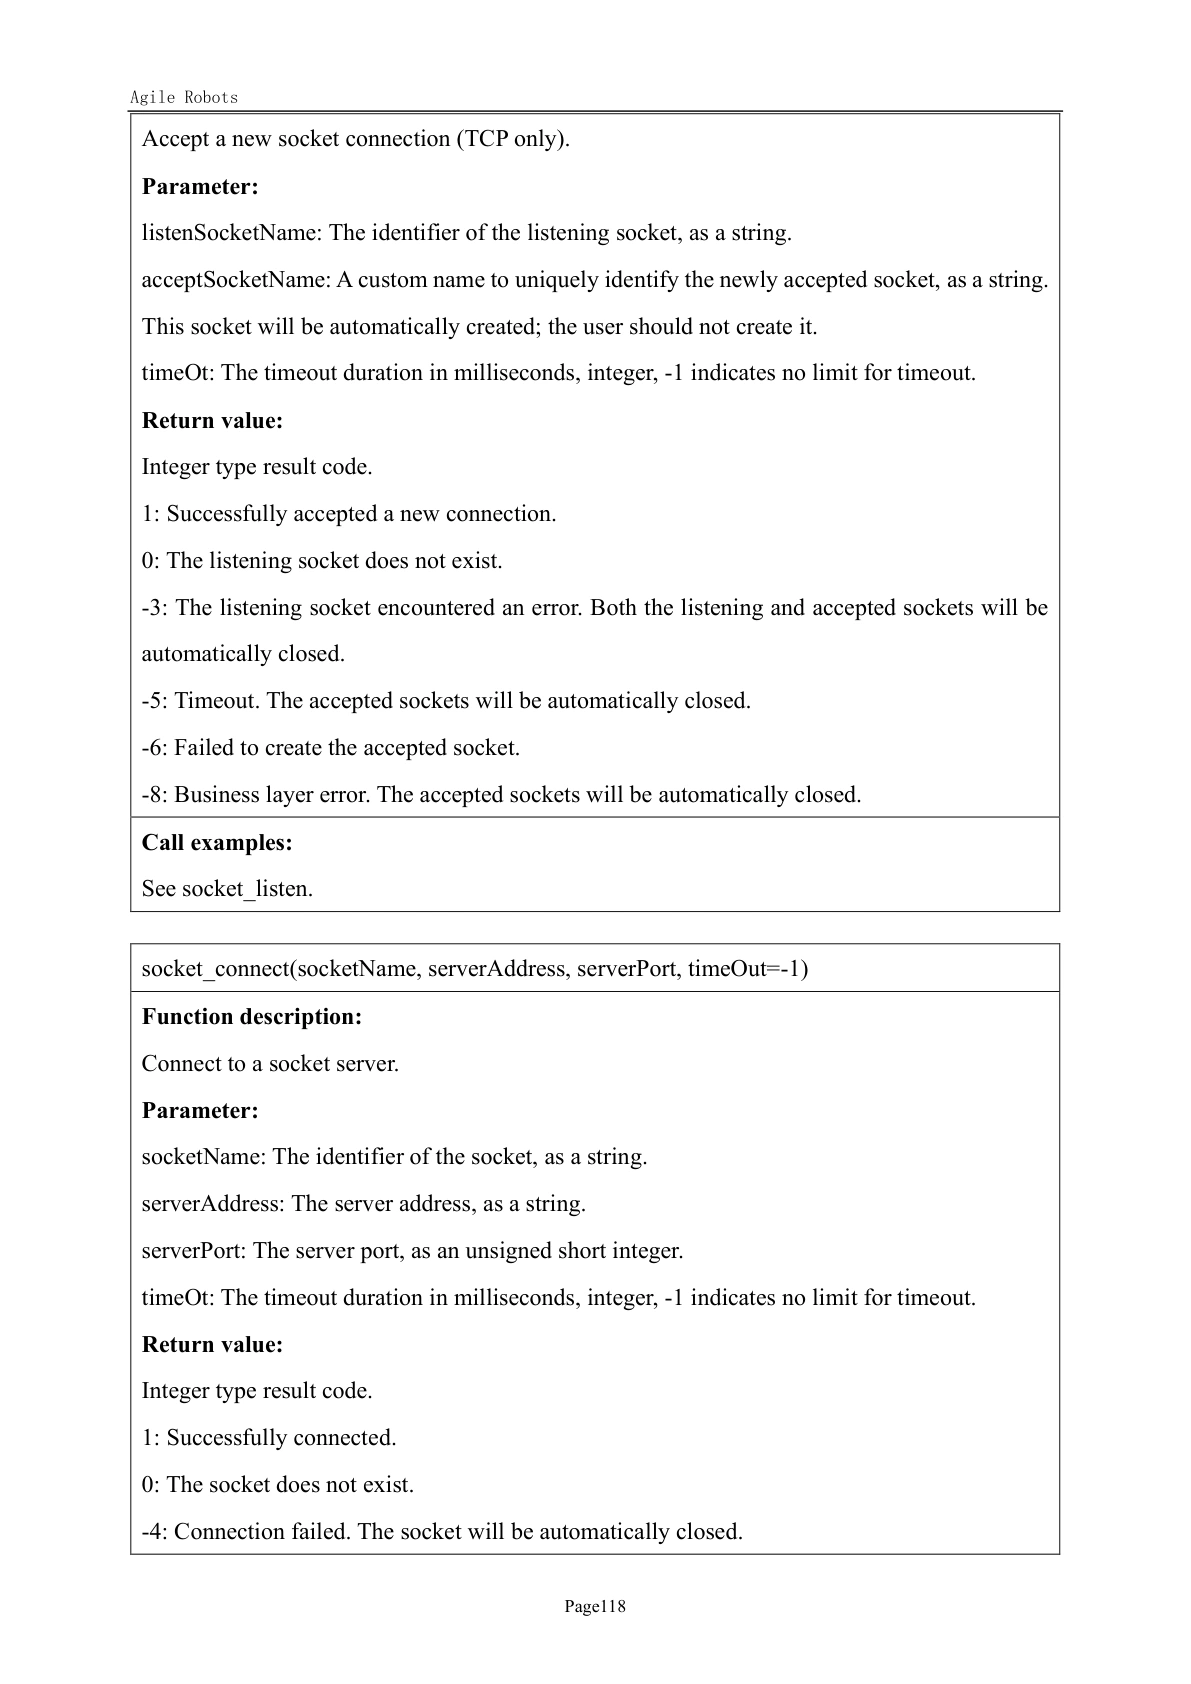 Agile Robots
Accept a new socket connection (TCP only).
Parameter:
listenSocketName: The identifier of the listening socket, as a string.
acceptSocketName: A custom name to uniquely identify the newly accepted socket, as a string.
This socket will be automatically created; the user should not create it.
timeOt: The timeout duration in milliseconds, integer, -1 indicates no limit for timeout.
Return value:
Integer type result code.
1: Successfully accepted a new connection.
0: The listening socket does not exist.
-3: The listening socket encountered an error. Both the listening and accepted sockets will be
automatically closed.
-5: Timeout. The accepted sockets will be automatically closed.
-6: Failed to create the accepted socket.
-8: Business layer error. The accepted sockets will be automatically closed.
Call examples:
See socket_listen.
socket_connect(socketName, serverAddress, serverPort, timeOut=-1)
Function description:
Connect to a socket server.
Parameter:
socketName: The identifier of the socket, as a string.
serverAddress: The server address, as a string.
serverPort: The server port, as an unsigned short integer.
timeOt: The timeout duration in milliseconds, integer, -1 indicates no limit for timeout.
Return value:
Integer type result code.
1: Successfully connected.
0: The socket does not exist.
-4: Connection failed. The socket will be automatically closed.
Page118